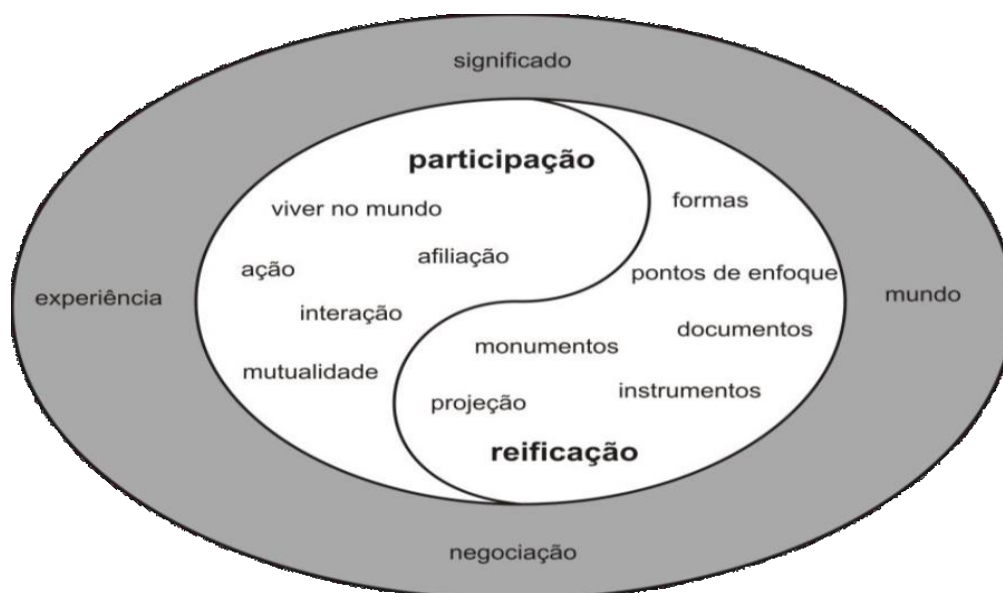 significado
participação
viver no mundo
formas
afiliação
ação
pontos de enfoque
experiência
mundo
interação
documentos
monumentos
mutualidade
instrumentos
projeção
reificação
negociação